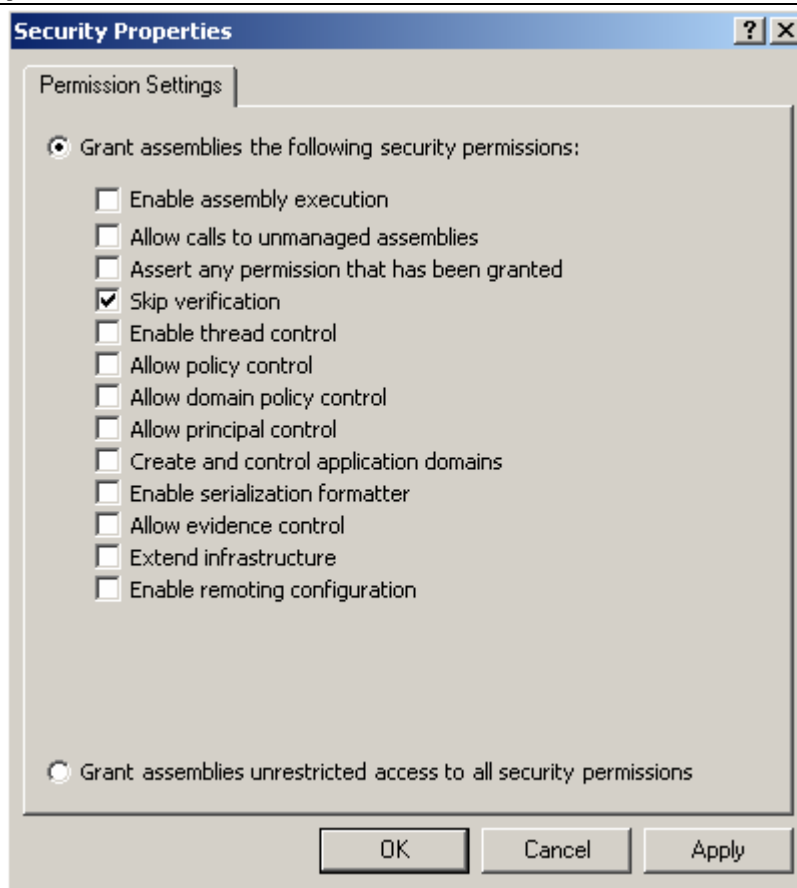 Security Properties
Permission Settings
Grant assemblies the following security permissions:
Enable assembly execution
Allow calls to unmanaged assemblies
Assert any permission that has been granted
Skip verification
Enable thread control
Allow policy control
Allow domain policy control
Allow principal control
Create and control application domains
Enable serialization formatter
Allow evidence control
Extend infrastructure
Enable remoting configuration
Grant assemblies unrestricted access to all security permissions
OK Cancel Apply